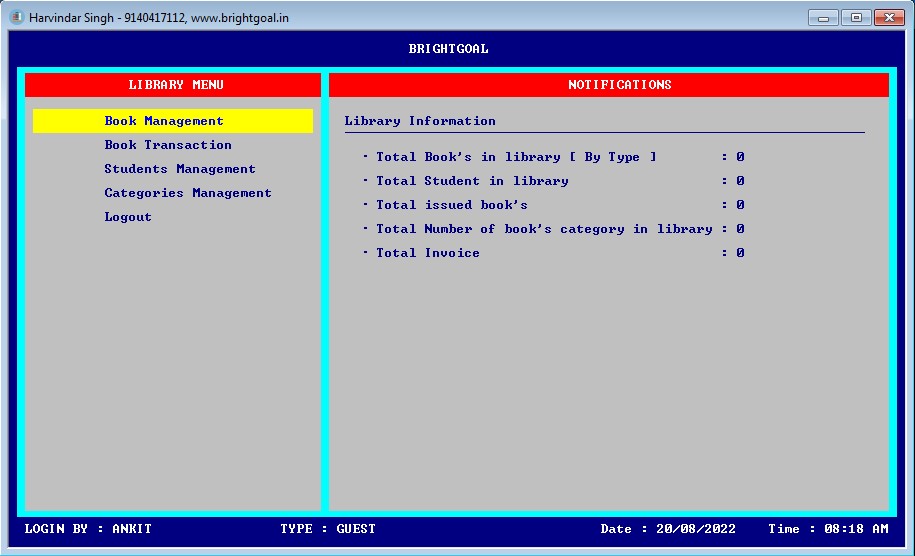 Harvindar Singh - 9140417112, www.brightgoal.in
BRIGHTGOAL
LIBRARY MENU
Book Management
Book Transaction
Students Management
Categories Management
Logout
NOTIFICATIONS
Library Information
· Total Book's in library [ By Type ] : 0
· Total Student in library : 0
· Total issued book's : 0
· Total Number of book's category in library : 0
· Total Invoice : 0
LOGIN BY : ANKIT TYPE : GUEST Date : 20/08/2022 Time : 08:18 AM